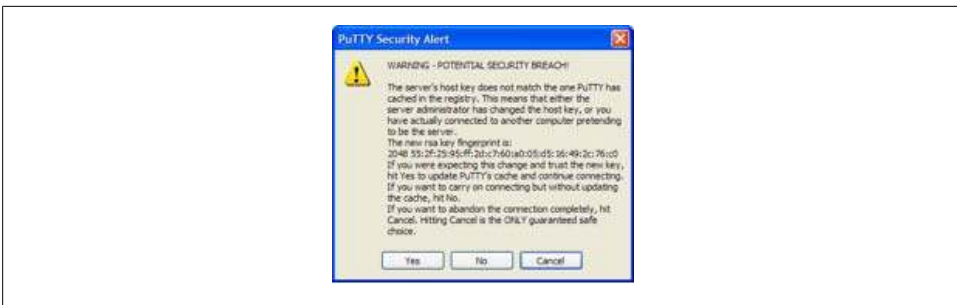 PuTTY Security Alert
WARNING - POTENTIAL SECURITY BREACH!
The server's host key does not match the one PuTTY has
cached in the registry. This means that either the
server administrator has changed the host key, or you
have actually connected to another computer pretending
to be the server.
The new rsa key fingerprint is:
2048 55:2f:25:95:ff:2d:c7:60:a0:05:d5:16:49:2c:76:c0
If you were expecting this change and trust the new key,
hit Yes to update PuTTY's cache and continue connecting.
If you want to carry on connecting but without updating
the cache, hit No.
If you want to abandon the connection completely, hit
Cancel. Hitting Cancel is the ONLY guaranteed safe
choice.
Yes No Cancel